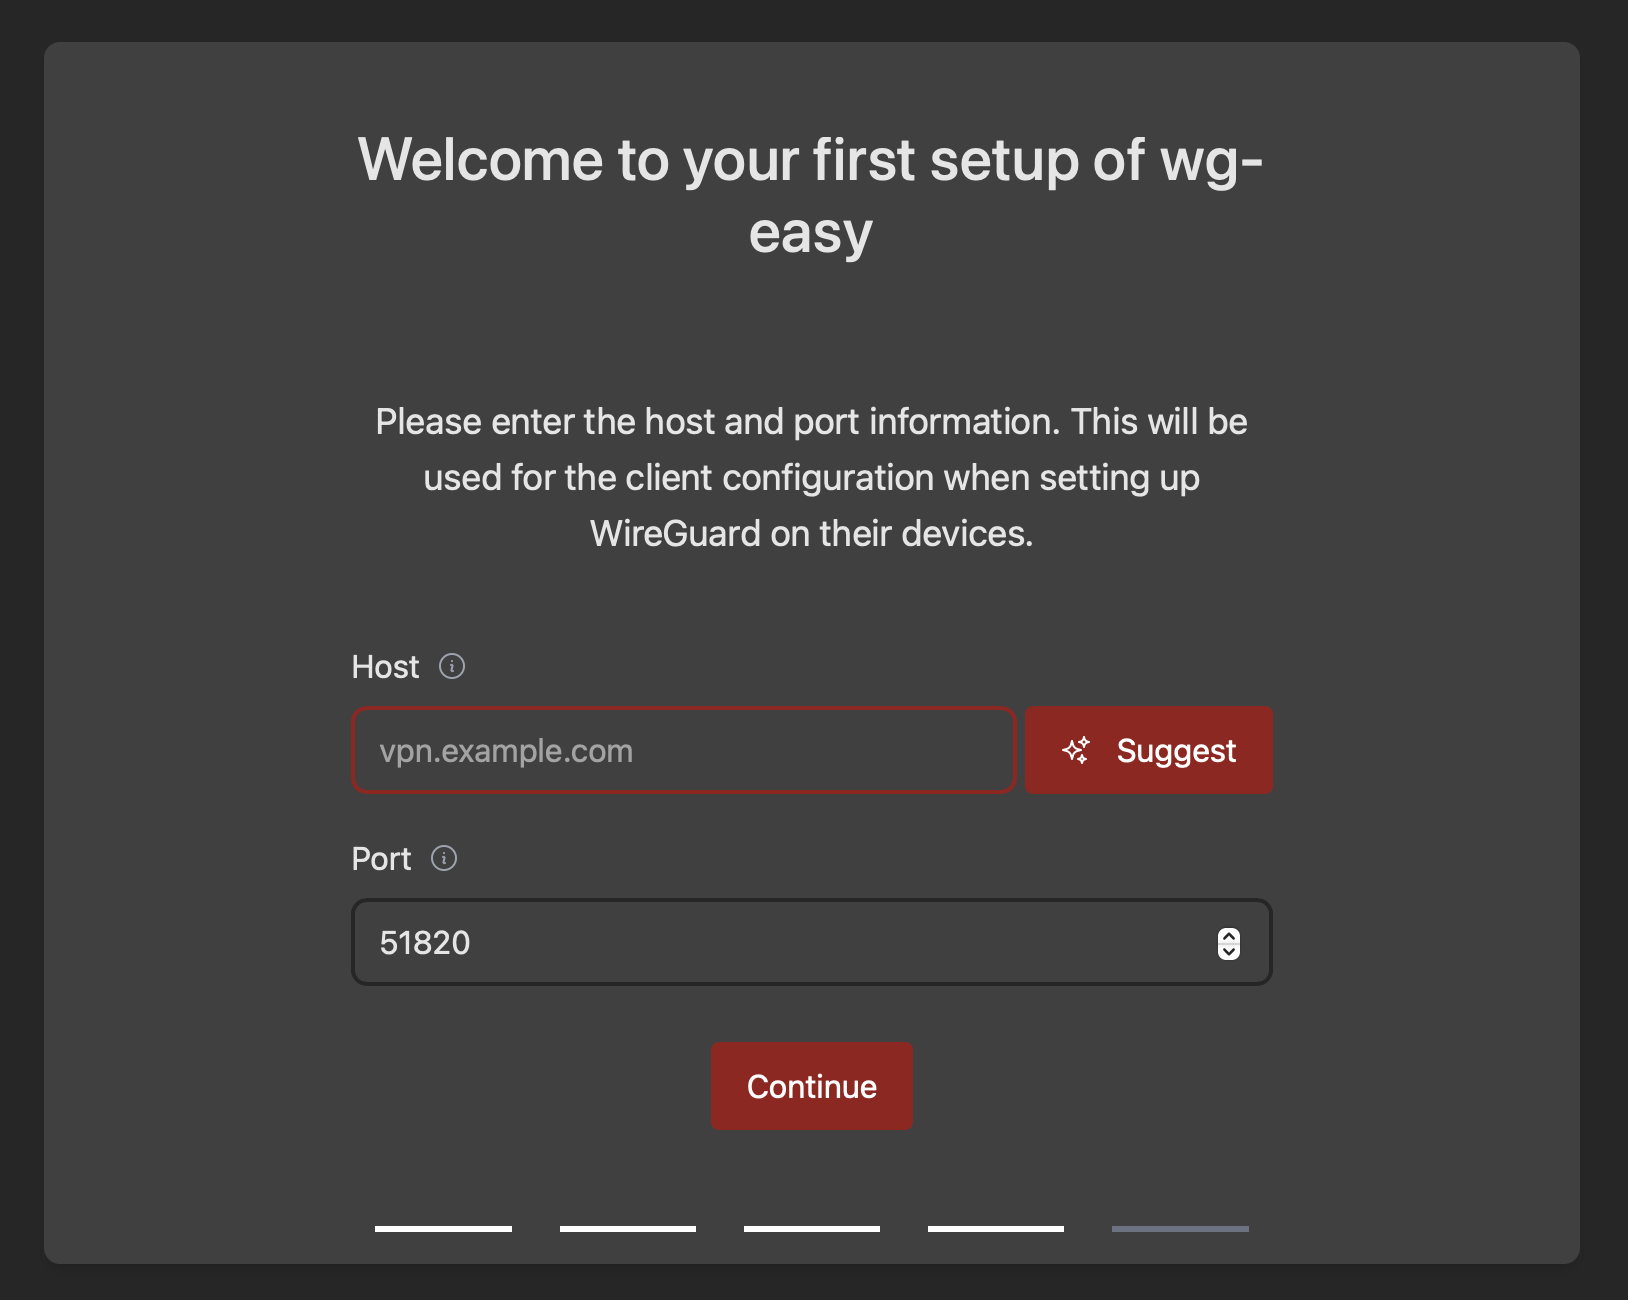 Welcome to your first setup of wg-
easy
Please enter the host and port information. This will be
used for the client configuration when setting up
WireGuard on their devices.
Host
vpn.example.com
Suggest
Port
51820
Continue